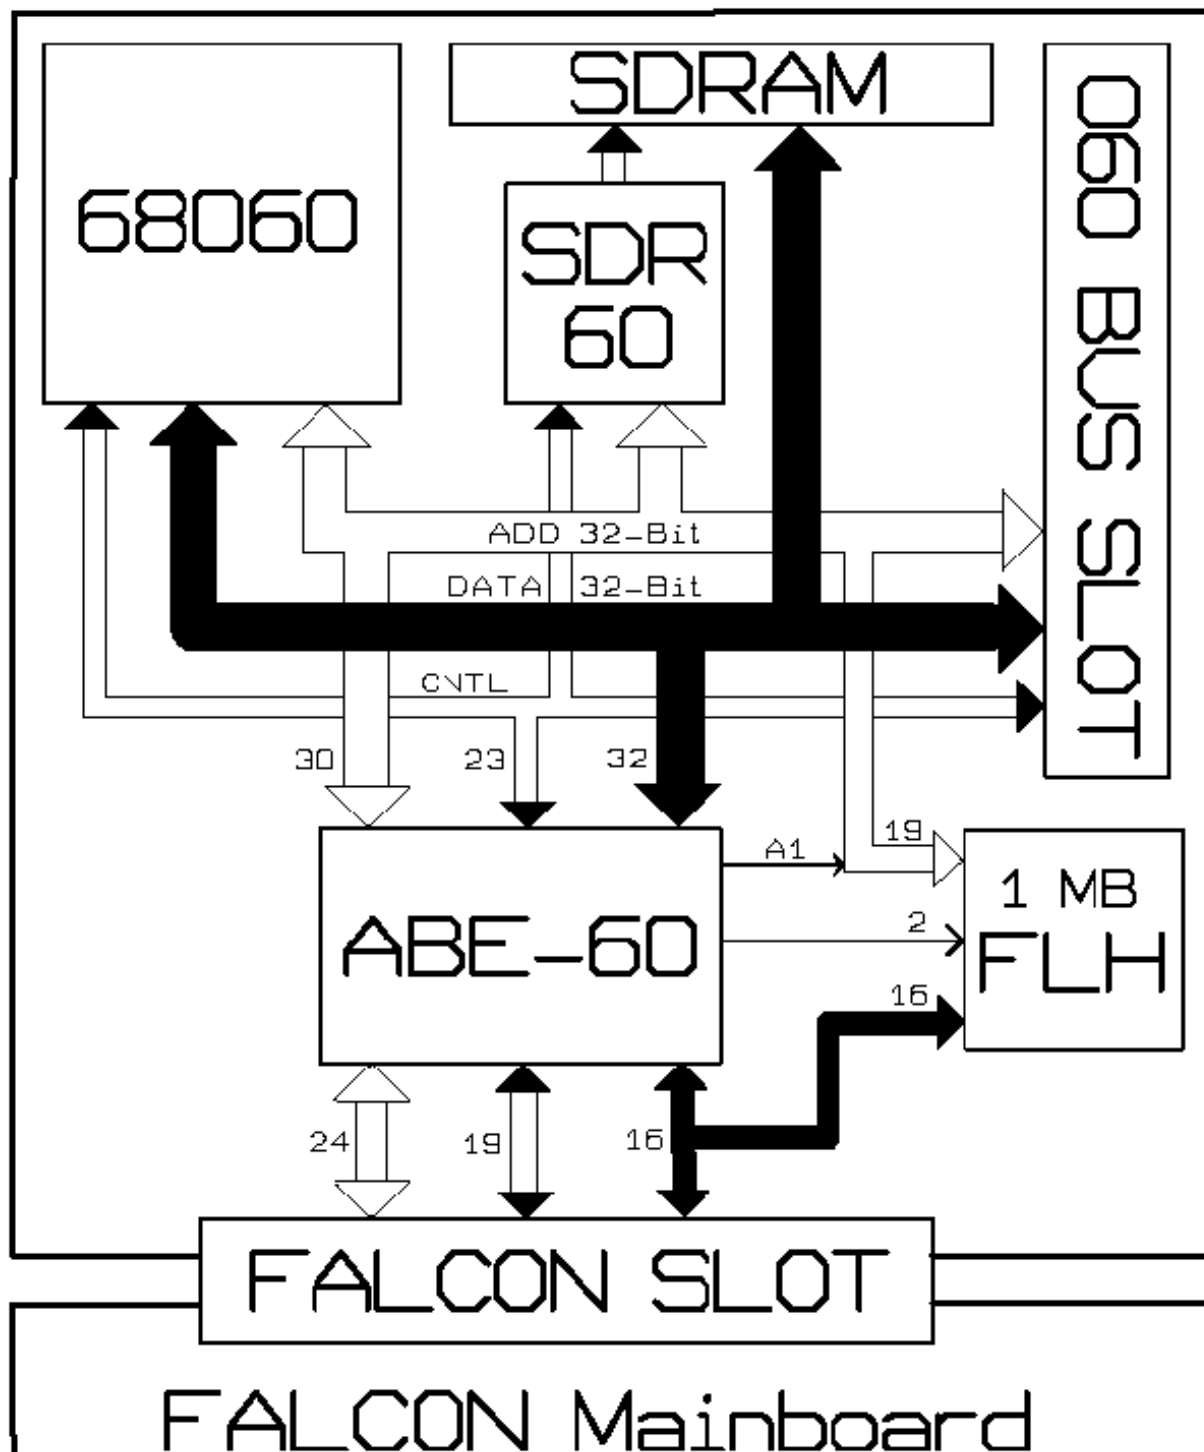 68060
SDRAM
060 BUS SLOT
SDR
60
ADD 32-Bit
DATA 32-Bit
CNTL
30
23
32
A1
19
2
16
1 MB
FLH
ABE-60
24
19
16
FALCON SLOT
FALCON Mainboard